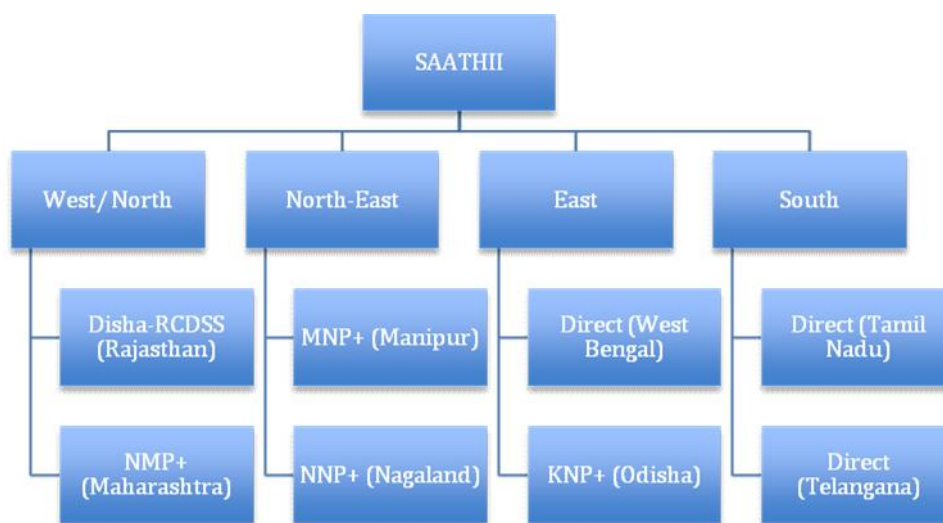 SAATHII
West/ North
North-East
East
South
Disha-RCDSS
(Rajasthan)
MNP+ (Manipur)
Direct (West
Bengal)
Direct (Tamil
Nadu)
NMP+
(Maharashtra)
NNP+ (Nagaland)
KNP+ (Odisha)
Direct
(Telangana)